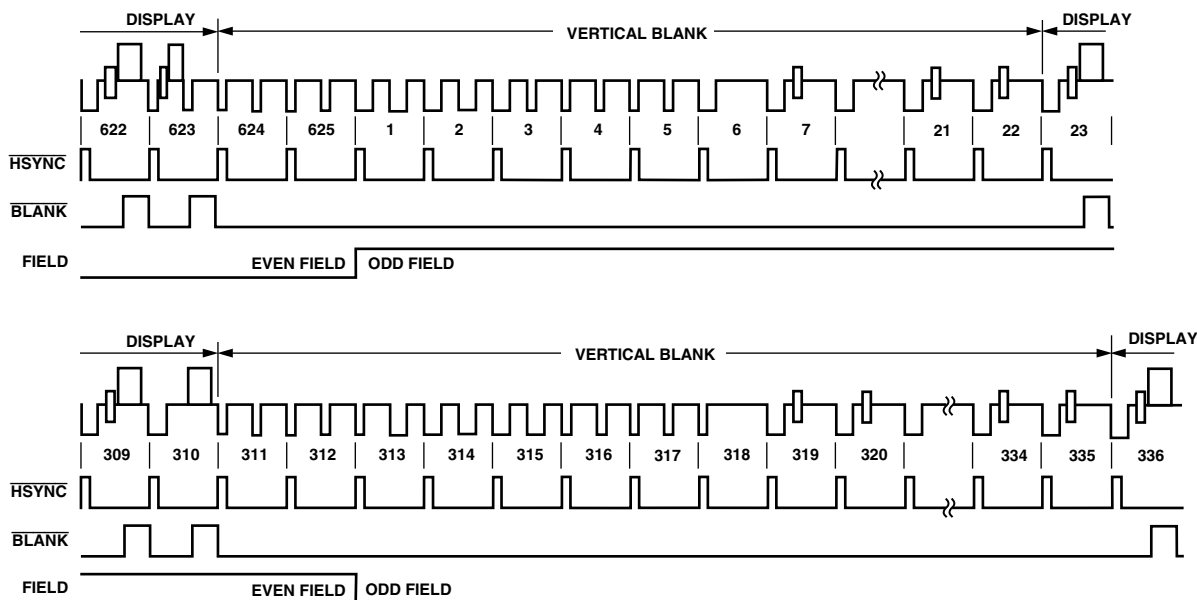 DISPLAY VERTICAL BLANK DISPLAY
622 623 624 625 1 2 3 4 5 6 7 21 22 23
HSYNC
BLANK
FIELD EVEN FIELD ODD FIELD
DISPLAY VERTICAL BLANK DISPLAY
309 310 311 312 313 314 315 316 317 318 319 320 334 335 336
HSYNC
BLANK
FIELD EVEN FIELD ODD FIELD